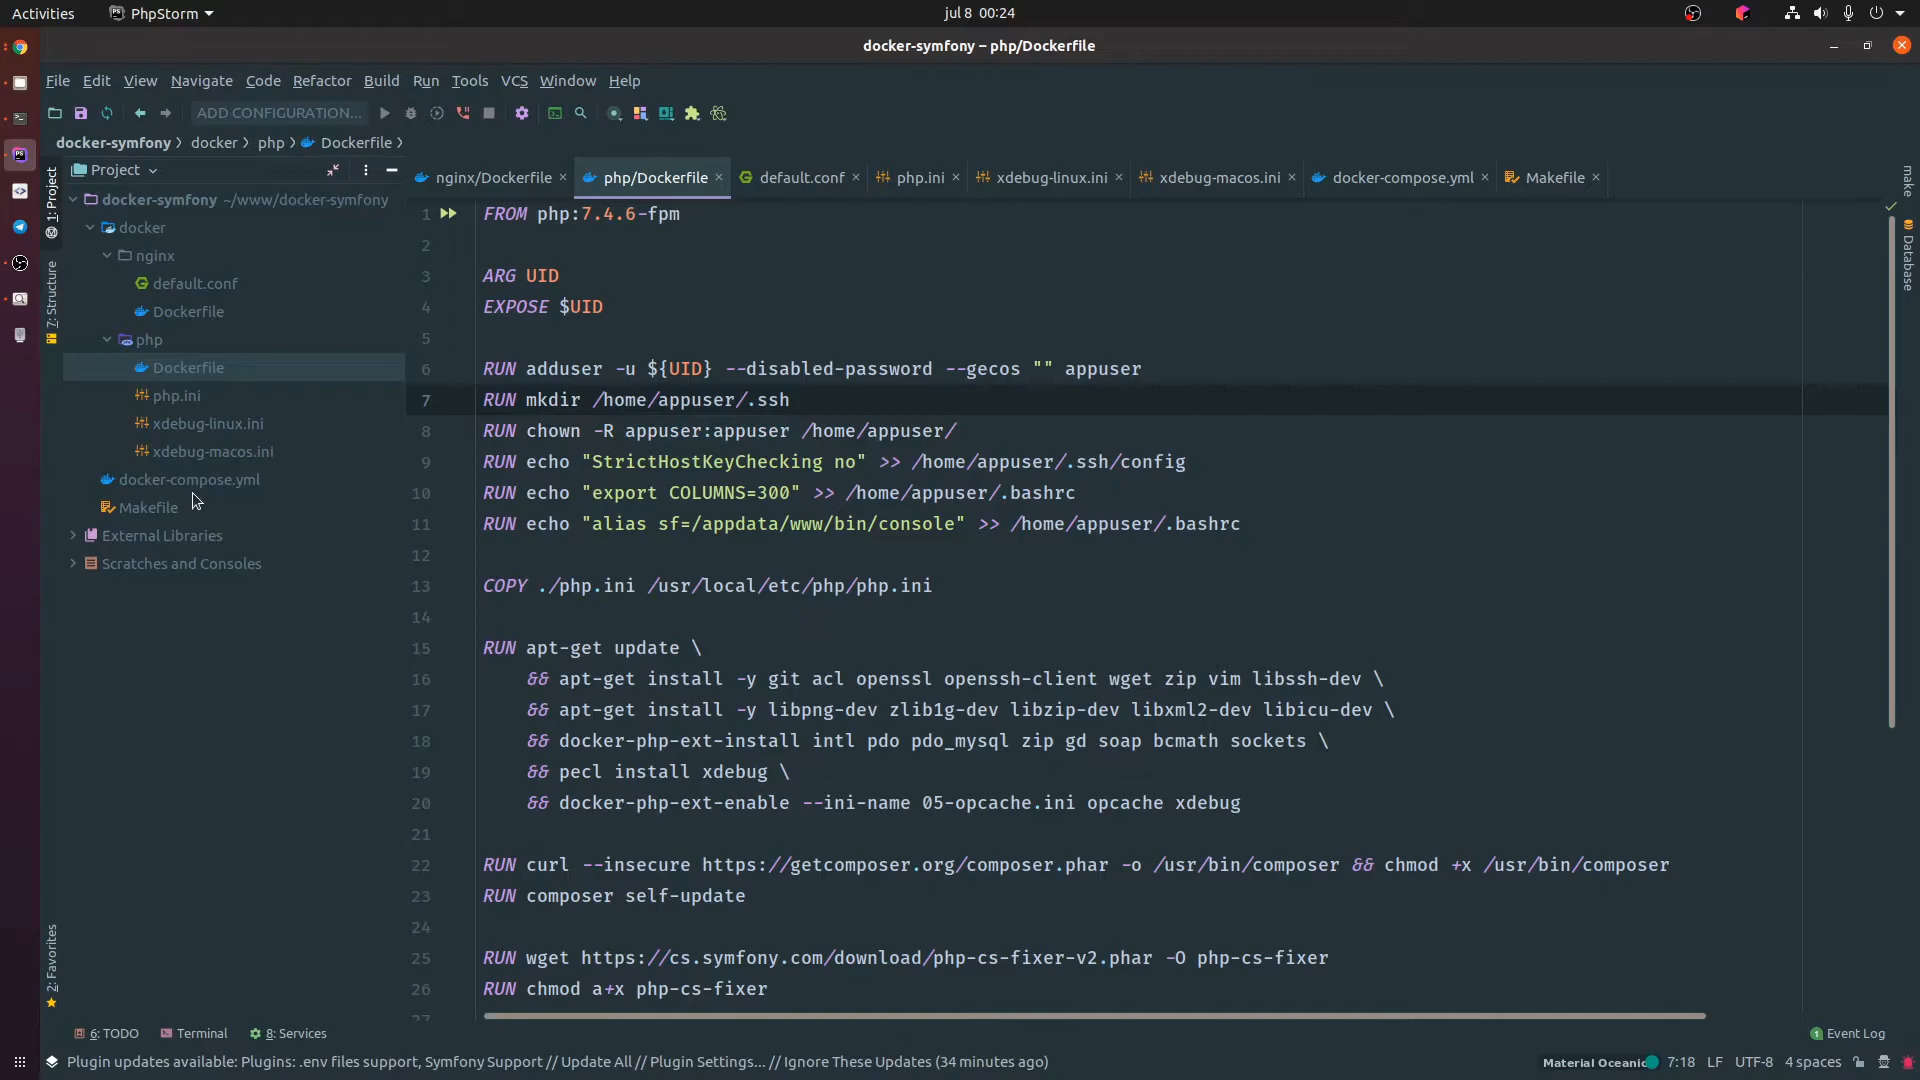 Activities
PhpStorm
jul 8 00:24
docker-symfony – php/Dockerfile
File Edit View Navigate Code Refactor Build Run Tools VCS Window Help
ADD CONFIGURATION...
docker-symfony docker php Dockerfile
Project
nginx/Dockerfile
php/Dockerfile
default.conf
php.ini
xdebug-linux.ini
xdebug-macos.ini
docker-compose.yml
Makefile
1: Project
7: Structure
2: Favorites
docker-symfony ~/www/docker-symfony
docker
nginx
default.conf
Dockerfile
php
Dockerfile
php.ini
xdebug-linux.ini
xdebug-macos.ini
docker-compose.yml
Makefile
External Libraries
Scratches and Consoles
1 FROM php:7.4.6-fpm
2
3 ARG UID
4 EXPOSE $UID
5
6 RUN adduser -u ${UID} --disabled-password --gecos "" appuser
7 RUN mkdir /home/appuser/.ssh
8 RUN chown -R appuser:appuser /home/appuser/
9 RUN echo "StrictHostKeyChecking no" >> /home/appuser/.ssh/config
10 RUN echo "export COLUMNS=300" >> /home/appuser/.bashrc
11 RUN echo "alias sf=/appdata/www/bin/console" >> /home/appuser/.bashrc
12
13 COPY ./php.ini /usr/local/etc/php/php.ini
14
15 RUN apt-get update \
16 && apt-get install -y git acl openssl openssh-client wget zip vim libssh-dev \
17 && apt-get install -y libpng-dev zlib1g-dev libzip-dev libxml2-dev libicu-dev \
18 && docker-php-ext-install intl pdo pdo_mysql zip gd soap bcmath sockets \
19 && pecl install xdebug \
20 && docker-php-ext-enable --ini-name 05-opcache.ini opcache xdebug
21
22 RUN curl --insecure https://getcomposer.org/composer.phar -o /usr/bin/composer && chmod +x /usr/bin/composer
23 RUN composer self-update
24
25 RUN wget https://cs.symfony.com/download/php-cs-fixer-v2.phar -O php-cs-fixer
26 RUN chmod a+x php-cs-fixer
27
make
Database
6: TODO
Terminal
8: Services
1 Event Log
Plugin updates available: Plugins: .env files support, Symfony Support // Update All // Plugin Settings... // Ignore These Updates (34 minutes ago)
Material Oceanic 7:18 LF UTF-8 4 spaces